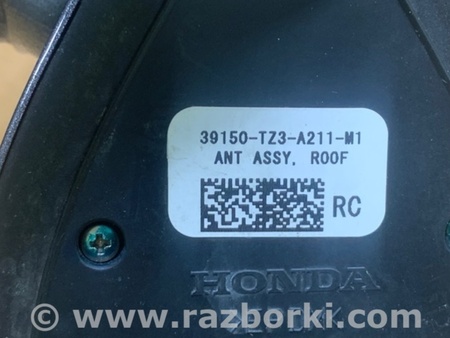 39150-TZ3-A211-M1
ANT ASSY, ROOF
RC
HONDA
© www.razborki.com